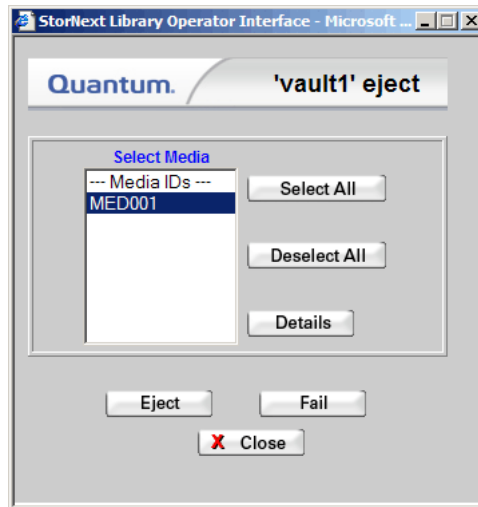 StorNext Library Operator Interface - Microsoft ...
Quantum.
'vault1' eject
Select Media
--- Media IDs ---
MED001
Select All
Deselect All
Details
Eject
Fail
X Close